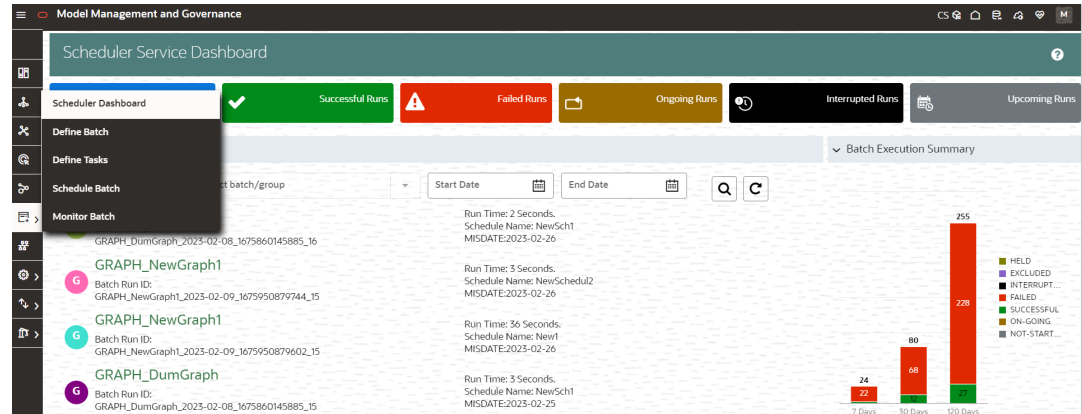 Model Management and Governance
CS
M
Scheduler Service Dashboard
?
Scheduler Dashboard
Define Batch
Define Tasks
Schedule Batch
Monitor Batch
Successful Runs
Failed Runs
Ongoing Runs
Interrupted Runs
Upcoming Runs
Batch Execution Summary
batch/group
Start Date
End Date
Run Time: 2 Seconds.
Schedule Name: NewSch1
MISDATE:2023-02-26
GRAPH_DumGraph_2023-02-08_1675860145885_16
G
GRAPH_NewGraph1
Batch Run ID:
GRAPH_NewGraph1_2023-02-09_1675950879744_15
Run Time: 3 Seconds.
Schedule Name: NewSchedul2
MISDATE:2023-02-26
G
GRAPH_NewGraph1
Batch Run ID:
GRAPH_NewGraph1_2023-02-09_1675950879602_15
Run Time: 36 Seconds.
Schedule Name: New1
MISDATE:2023-02-26
G
GRAPH_DumGraph
Batch Run ID:
GRAPH_DumGraph_2023-02-08_1675860145885_15
Run Time: 3 Seconds.
Schedule Name: NewSch1
MISDATE:2023-02-25
255
228
27
80
68
12
24
22
7 Days
30 Days
120 Days
HELD
EXCLUDED
INTERRUPT...
FAILED
SUCCESSFUL
ON-GOING
NOT-START...